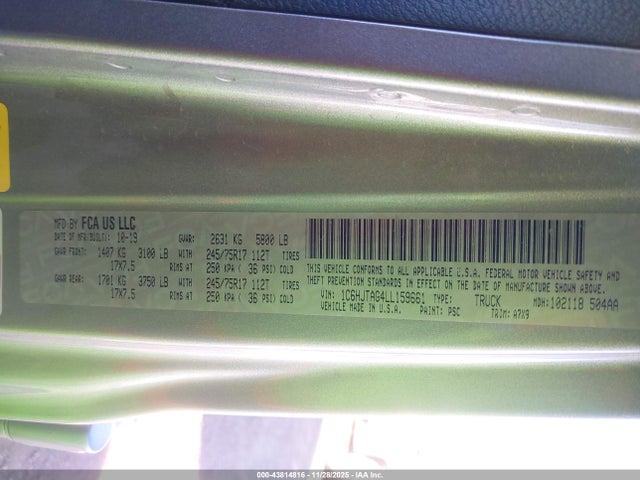 MFD BY FCA US LLC
DATE OF MFR/BUILD: 10-19 GVWR: 2631 KG 5800 LB
GAWR FRONT: 1407 KG 3100 LB WITH 245/75R17 112T TIRES
17X7.5 RIMS AT 250 KPA ( 36 PSI) COLD
GAWR REAR: 1701 KG 3750 LB WITH 245/75R17 112T TIRES
17X7.5 RIMS AT 250 KPA ( 36 PSI) COLD
THIS VEHICLE CONFORMS TO ALL APPLICABLE U.S.A. FEDERAL MOTOR VEHICLE SAFETY AND
THEFT PREVENTION STANDARDS IN EFFECT ON THE DATE OF MANUFACTURE SHOWN ABOVE.
VIN: 1C6HJTAG4LL159661 TYPE: TRUCK MDH: 102118 504AA
VEHICLE MADE IN U.S.A. PAINT: PSC TRIM: A7X9
000-43814816 - 11/28/2025 - IAA Inc.